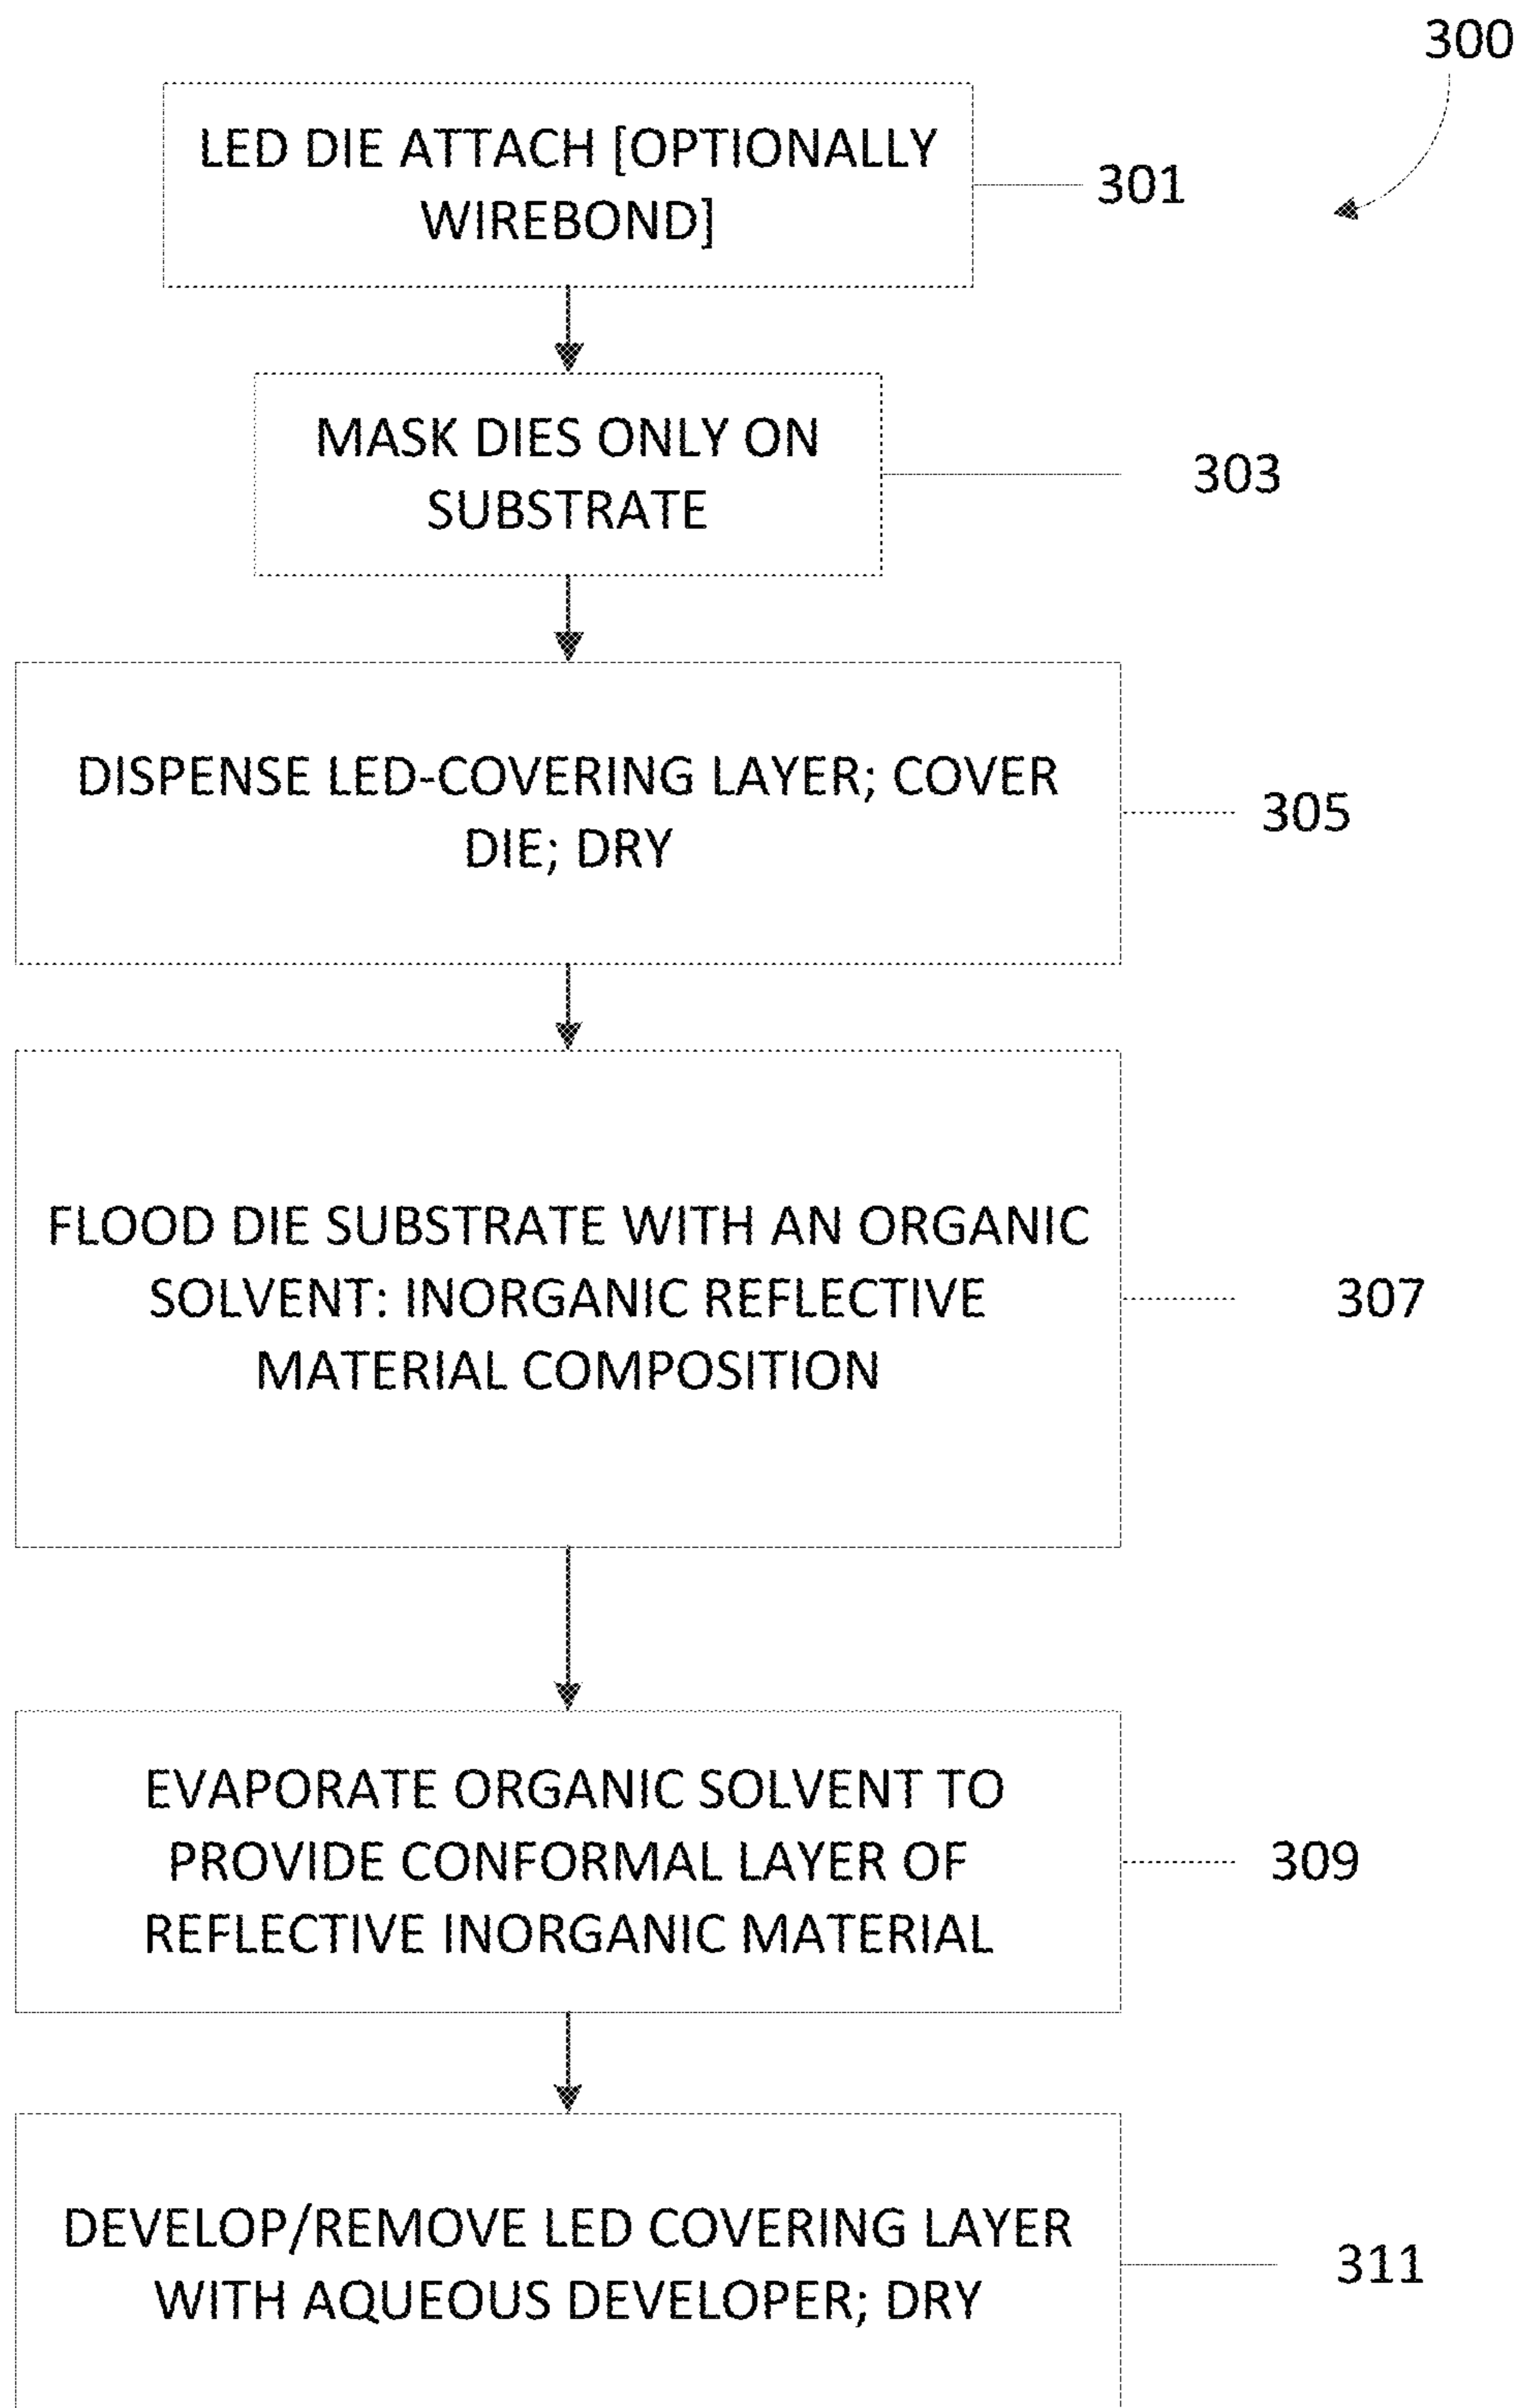 300
LED DIE ATTACH [OPTIONALLY
WIREBOND]
301
MASK DIES ONLY ON
SUBSTRATE
303
DISPENSE LED-COVERING LAYER; COVER
DIE; DRY
305
FLOOD DIE SUBSTRATE WITH AN ORGANIC
SOLVENT: INORGANIC REFLECTIVE
MATERIAL COMPOSITION
307
EVAPORATE ORGANIC SOLVENT TO
PROVIDE CONFORMAL LAYER OF
REFLECTIVE INORGANIC MATERIAL
309
DEVELOP/REMOVE LED COVERING LAYER
WITH AQUEOUS DEVELOPER; DRY
311